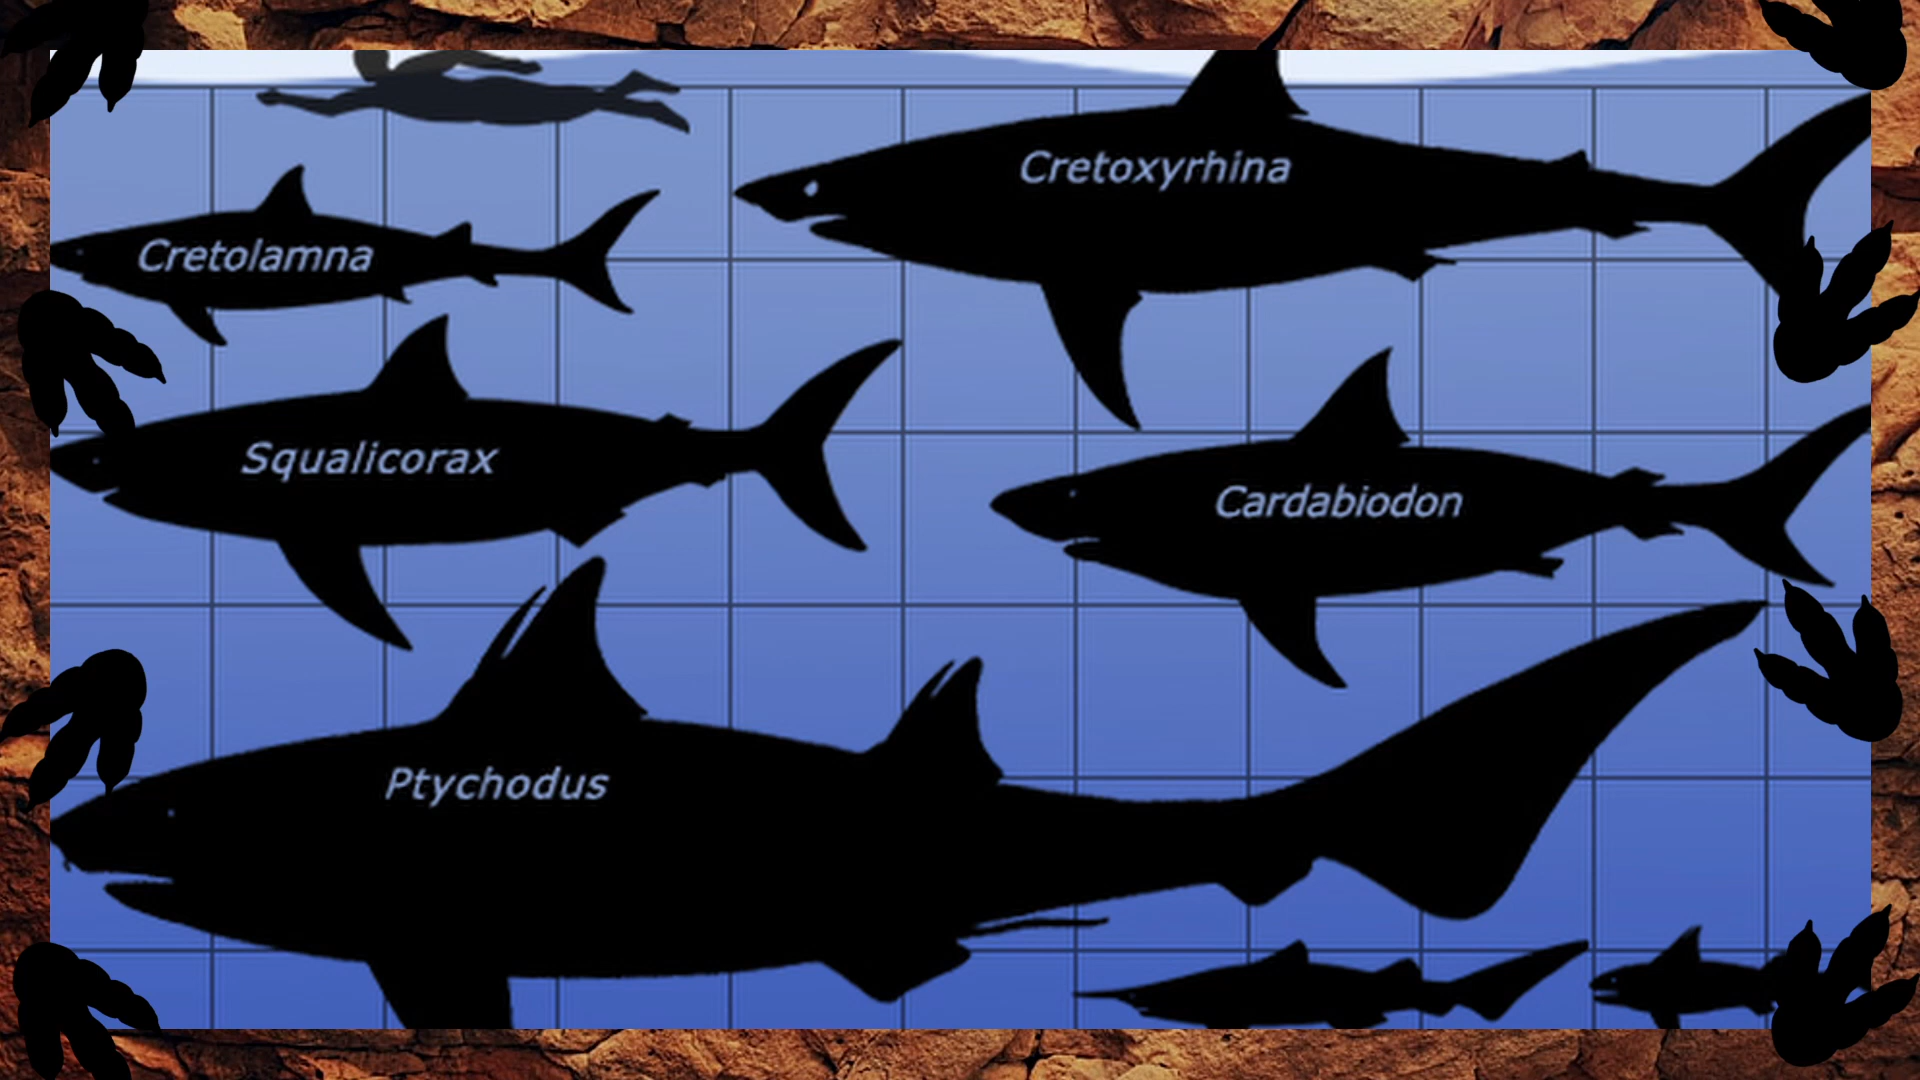 Cretoxyrhina
Cretolamna
Squalicorax
Cardabiodon
Ptychodus